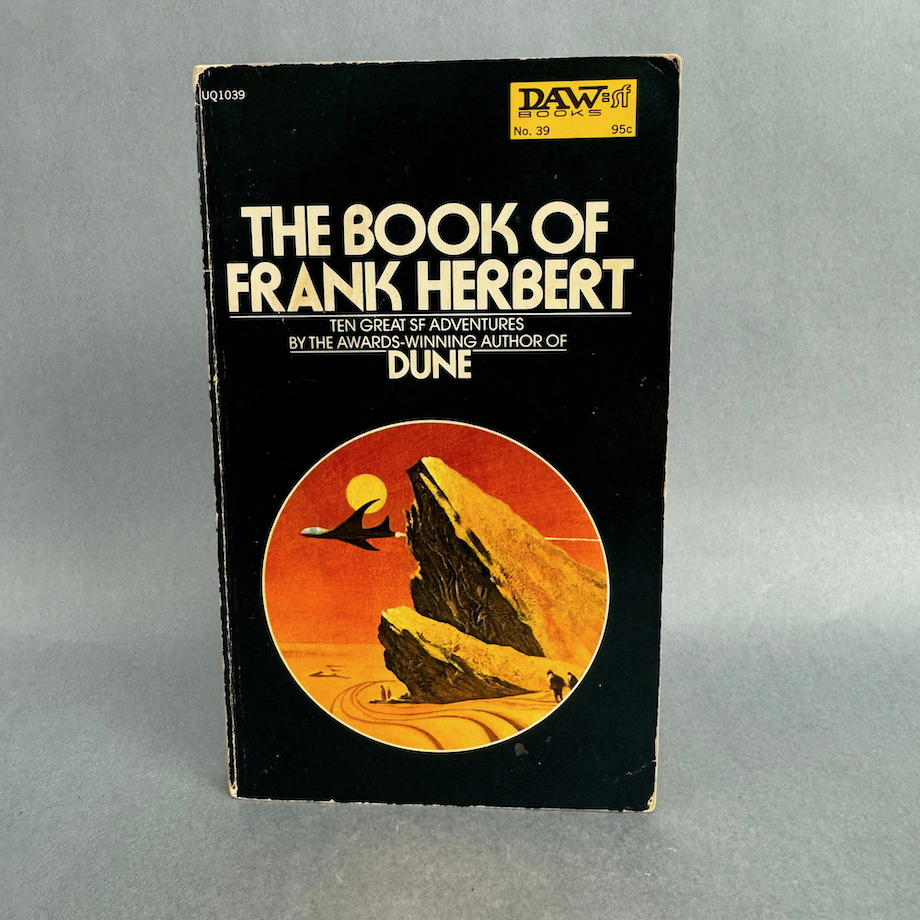 UQ1039
DAW=sf
BOOKS
No. 39 95c
THE BOOK OF
FRANK HERBERT
TEN GREAT SF ADVENTURES
BY THE AWARDS-WINNING AUTHOR OF
DUNE